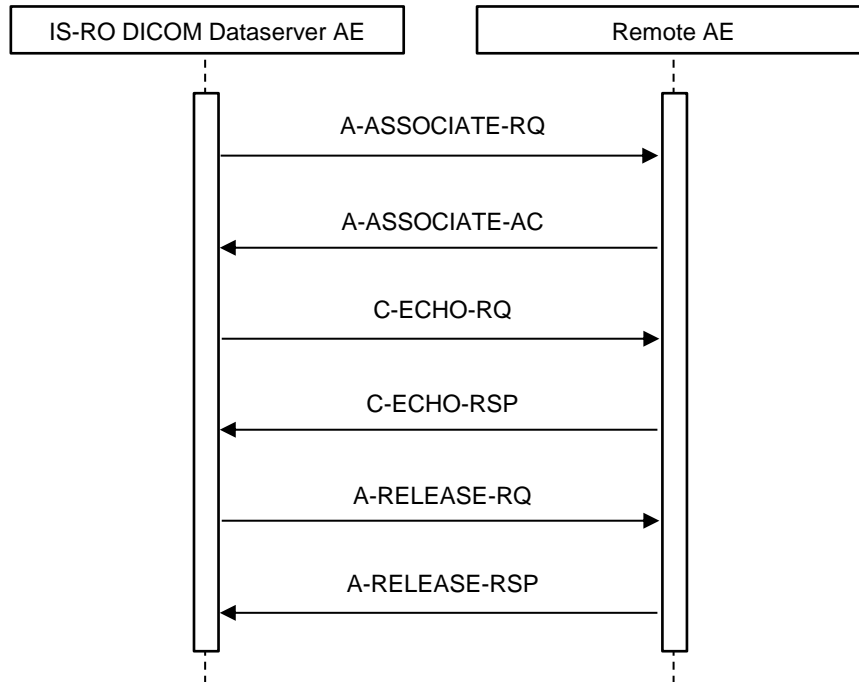 IS-RO DICOM Dataserver AE
Remote AE
A-ASSOCIATE-RQ
A-ASSOCIATE-AC
C-ECHO-RQ
C-ECHO-RSP
A-RELEASE-RQ
A-RELEASE-RSP